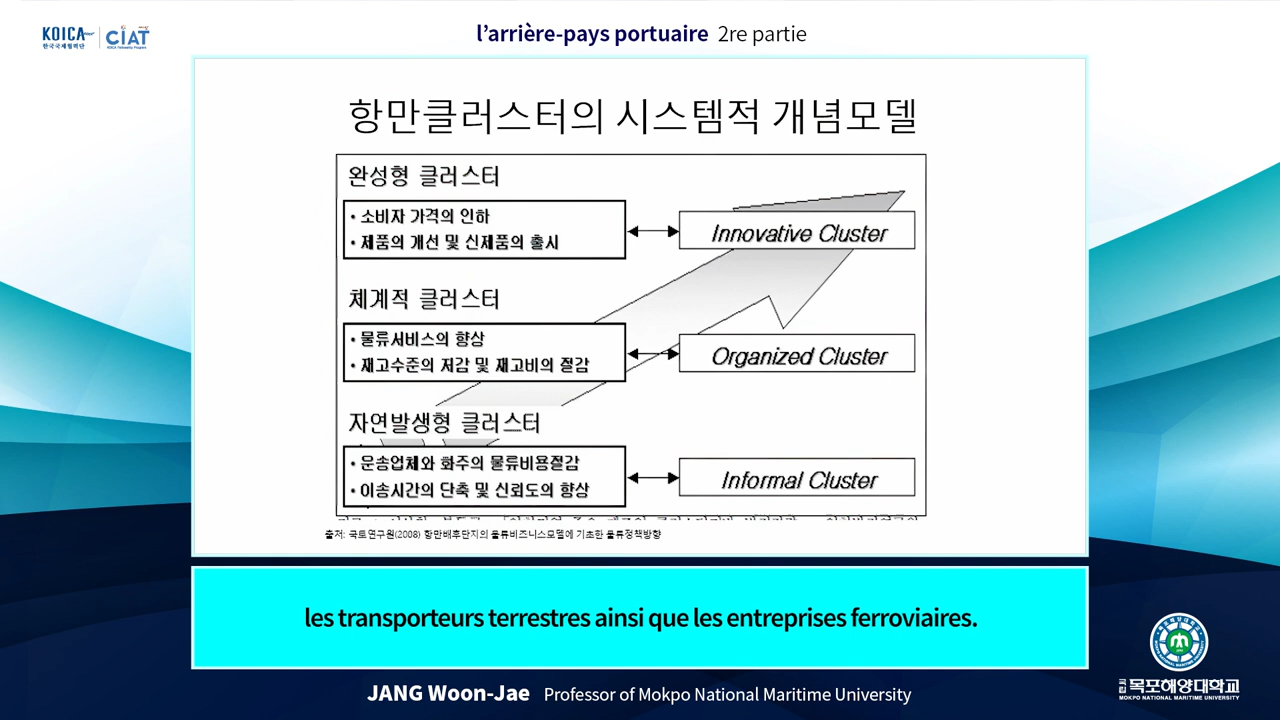 KOICA
한국국제협력단
CIAT
KOICA Fellowship Program
l’arrière-pays portuaire 2re partie
항만클러스터의 시스템적 개념모델
완성형 클러스터
• 소비자 가격의 인하
• 제품의 개선 및 신제품의 출시
Innovative Cluster
체계적 클러스터
• 물류서비스의 향상
• 재고수준의 저감 및 재고비의 절감
Organized Cluster
자연발생형 클러스터
• 운송업체와 화주의 물류비용절감
• 이송시간의 단축 및 신뢰도의 향상
Informal Cluster
출처: 국토연구원(2008) 항만배후단지의 물류비즈니스모델에 기초한 물류정책방향
les transporteurs terrestres ainsi que les entreprises ferroviaires.
JANG Woon-Jae Professor of Mokpo National Maritime University
국립 목포해양대학교
MOKPO NATIONAL MARITIME UNIVERSITY